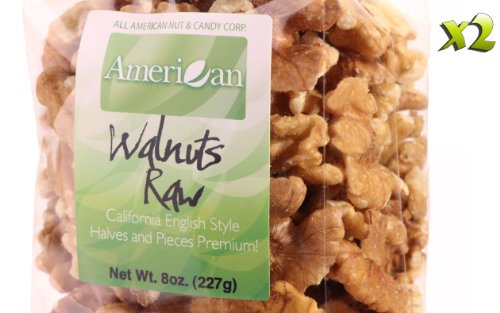 ALL AMERICAN NUT & CANDY CORP.
American
Walnuts
Raw
California English Style
Halves and Pieces Premium!
Net Wt. 8oz. (227g)
x2